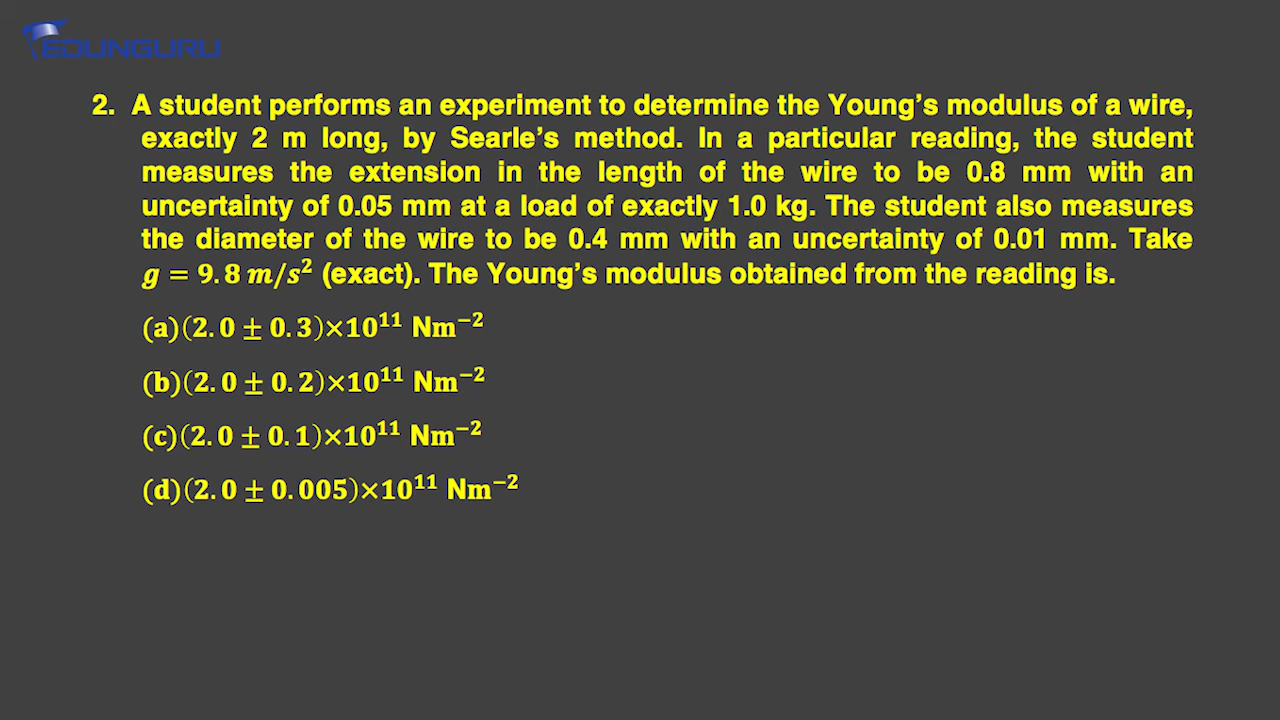 EDUNGURU
2. A student performs an experiment to determine the Young's modulus of a wire,
exactly 2 m long, by Searle's method. In a particular reading, the student
measures the extension in the length of the wire to be 0.8 mm with an
uncertainty of 0.05 mm at a load of exactly 1.0 kg. The student also measures
the diameter of the wire to be 0.4 mm with an uncertainty of 0.01 mm. Take
g = 9.8 m/s² (exact). The Young's modulus obtained from the reading is.
(a)(2.0 ± 0.3)×10¹¹ Nm⁻²
(b)(2.0 ± 0.2)×10¹¹ Nm⁻²
(c)(2.0 ± 0.1)×10¹¹ Nm⁻²
(d)(2.0 ± 0.005)×10¹¹ Nm⁻²